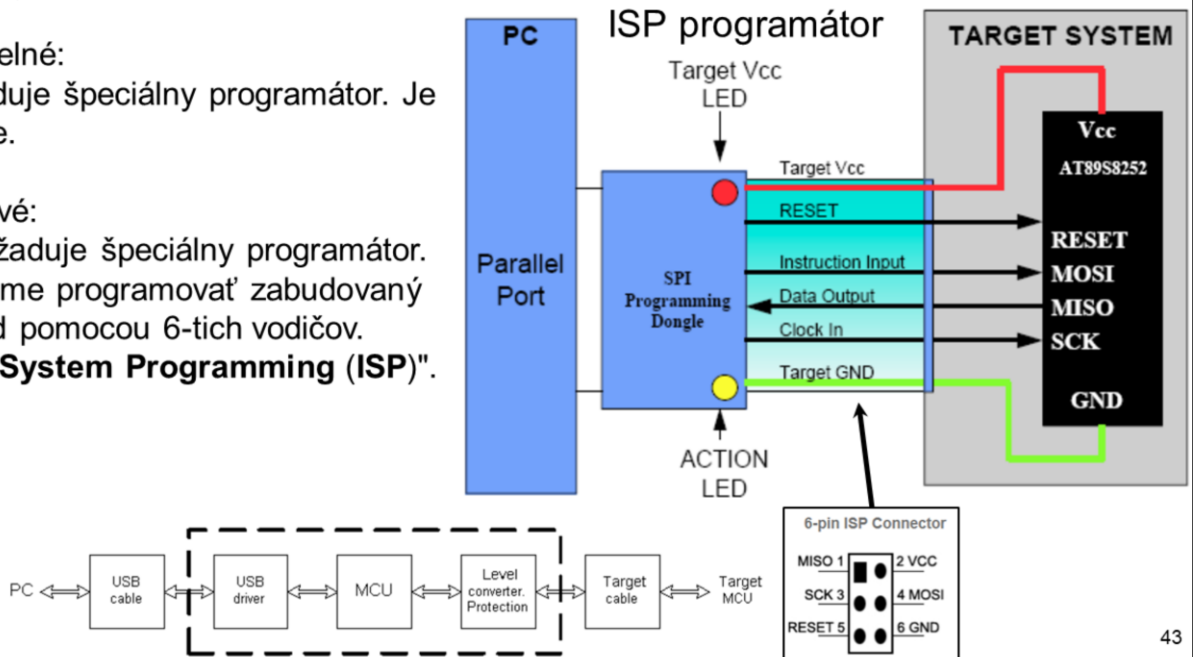 ISP programátor
elné:
duje špeciálny programátor. Je
e.
vé:
žaduje špeciálny programátor.
me programovať zabudovaný
d pomocou 6-tich vodičov.
System Programming (ISP)".
PC
Parallel
Port
Target Vcc
LED
SPI
Programming
Dongle
ACTION
LED
Target Vcc
RESET
Instruction Input
Data Output
Clock In
Target GND
TARGET SYSTEM
Vcc
AT89S8252
RESET
MOSI
MISO
SCK
GND
PC
USB
cable
USB
driver
MCU
Level
converter.
Protection
Target
cable
Target
MCU
6-pin ISP Connector
MISO 1
2 VCC
SCK 3
4 MOSI
RESET 5
6 GND
43